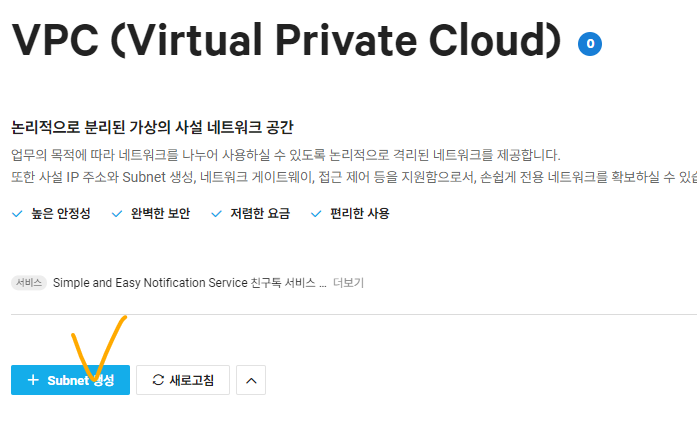 VPC (Virtual Private Cloud) 0
논리적으로 분리된 가상의 사설 네트워크 공간
업무의 목적에 따라 네트워크를 나누어 사용하실 수 있도록 논리적으로 격리된 네트워크를 제공합니다.
또한 사설 IP 주소와 Subnet 생성, 네트워크 게이트웨이, 접근 제어 등을 지원함으로서, 손쉽게 전용 네트워크를 확보하실 수
높은 안정성 완벽한 보안 저렴한 요금 편리한 사용
서비스 Simple and Easy Notification Service 친구톡 서비스 ... 더보기
+ Subnet 생성 새로고침